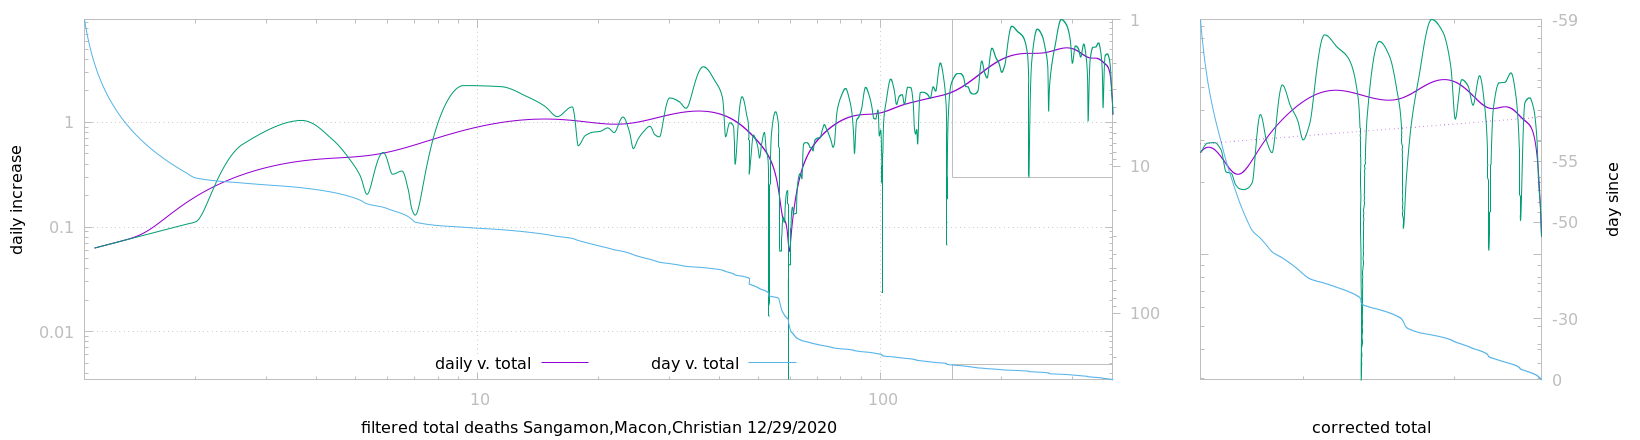 1
-59
1
10
-55
daily increase
day since
0.1
-50
100
-30
0.01
daily v. total
day v. total
0
10
100
filtered total deaths Sangamon,Macon,Christian 12/29/2020
corrected total